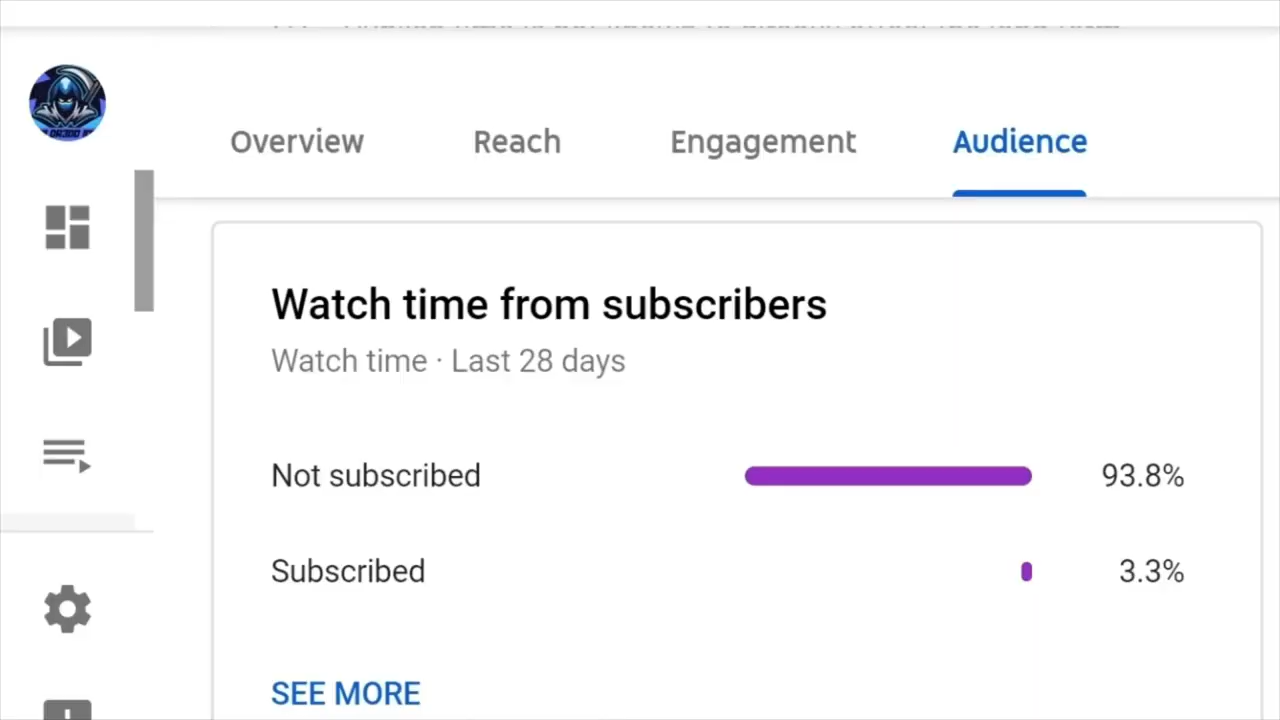 Overview Reach Engagement Audience
Watch time from subscribers
Watch time · Last 28 days
Not subscribed 93.8%
Subscribed 3.3%
SEE MORE